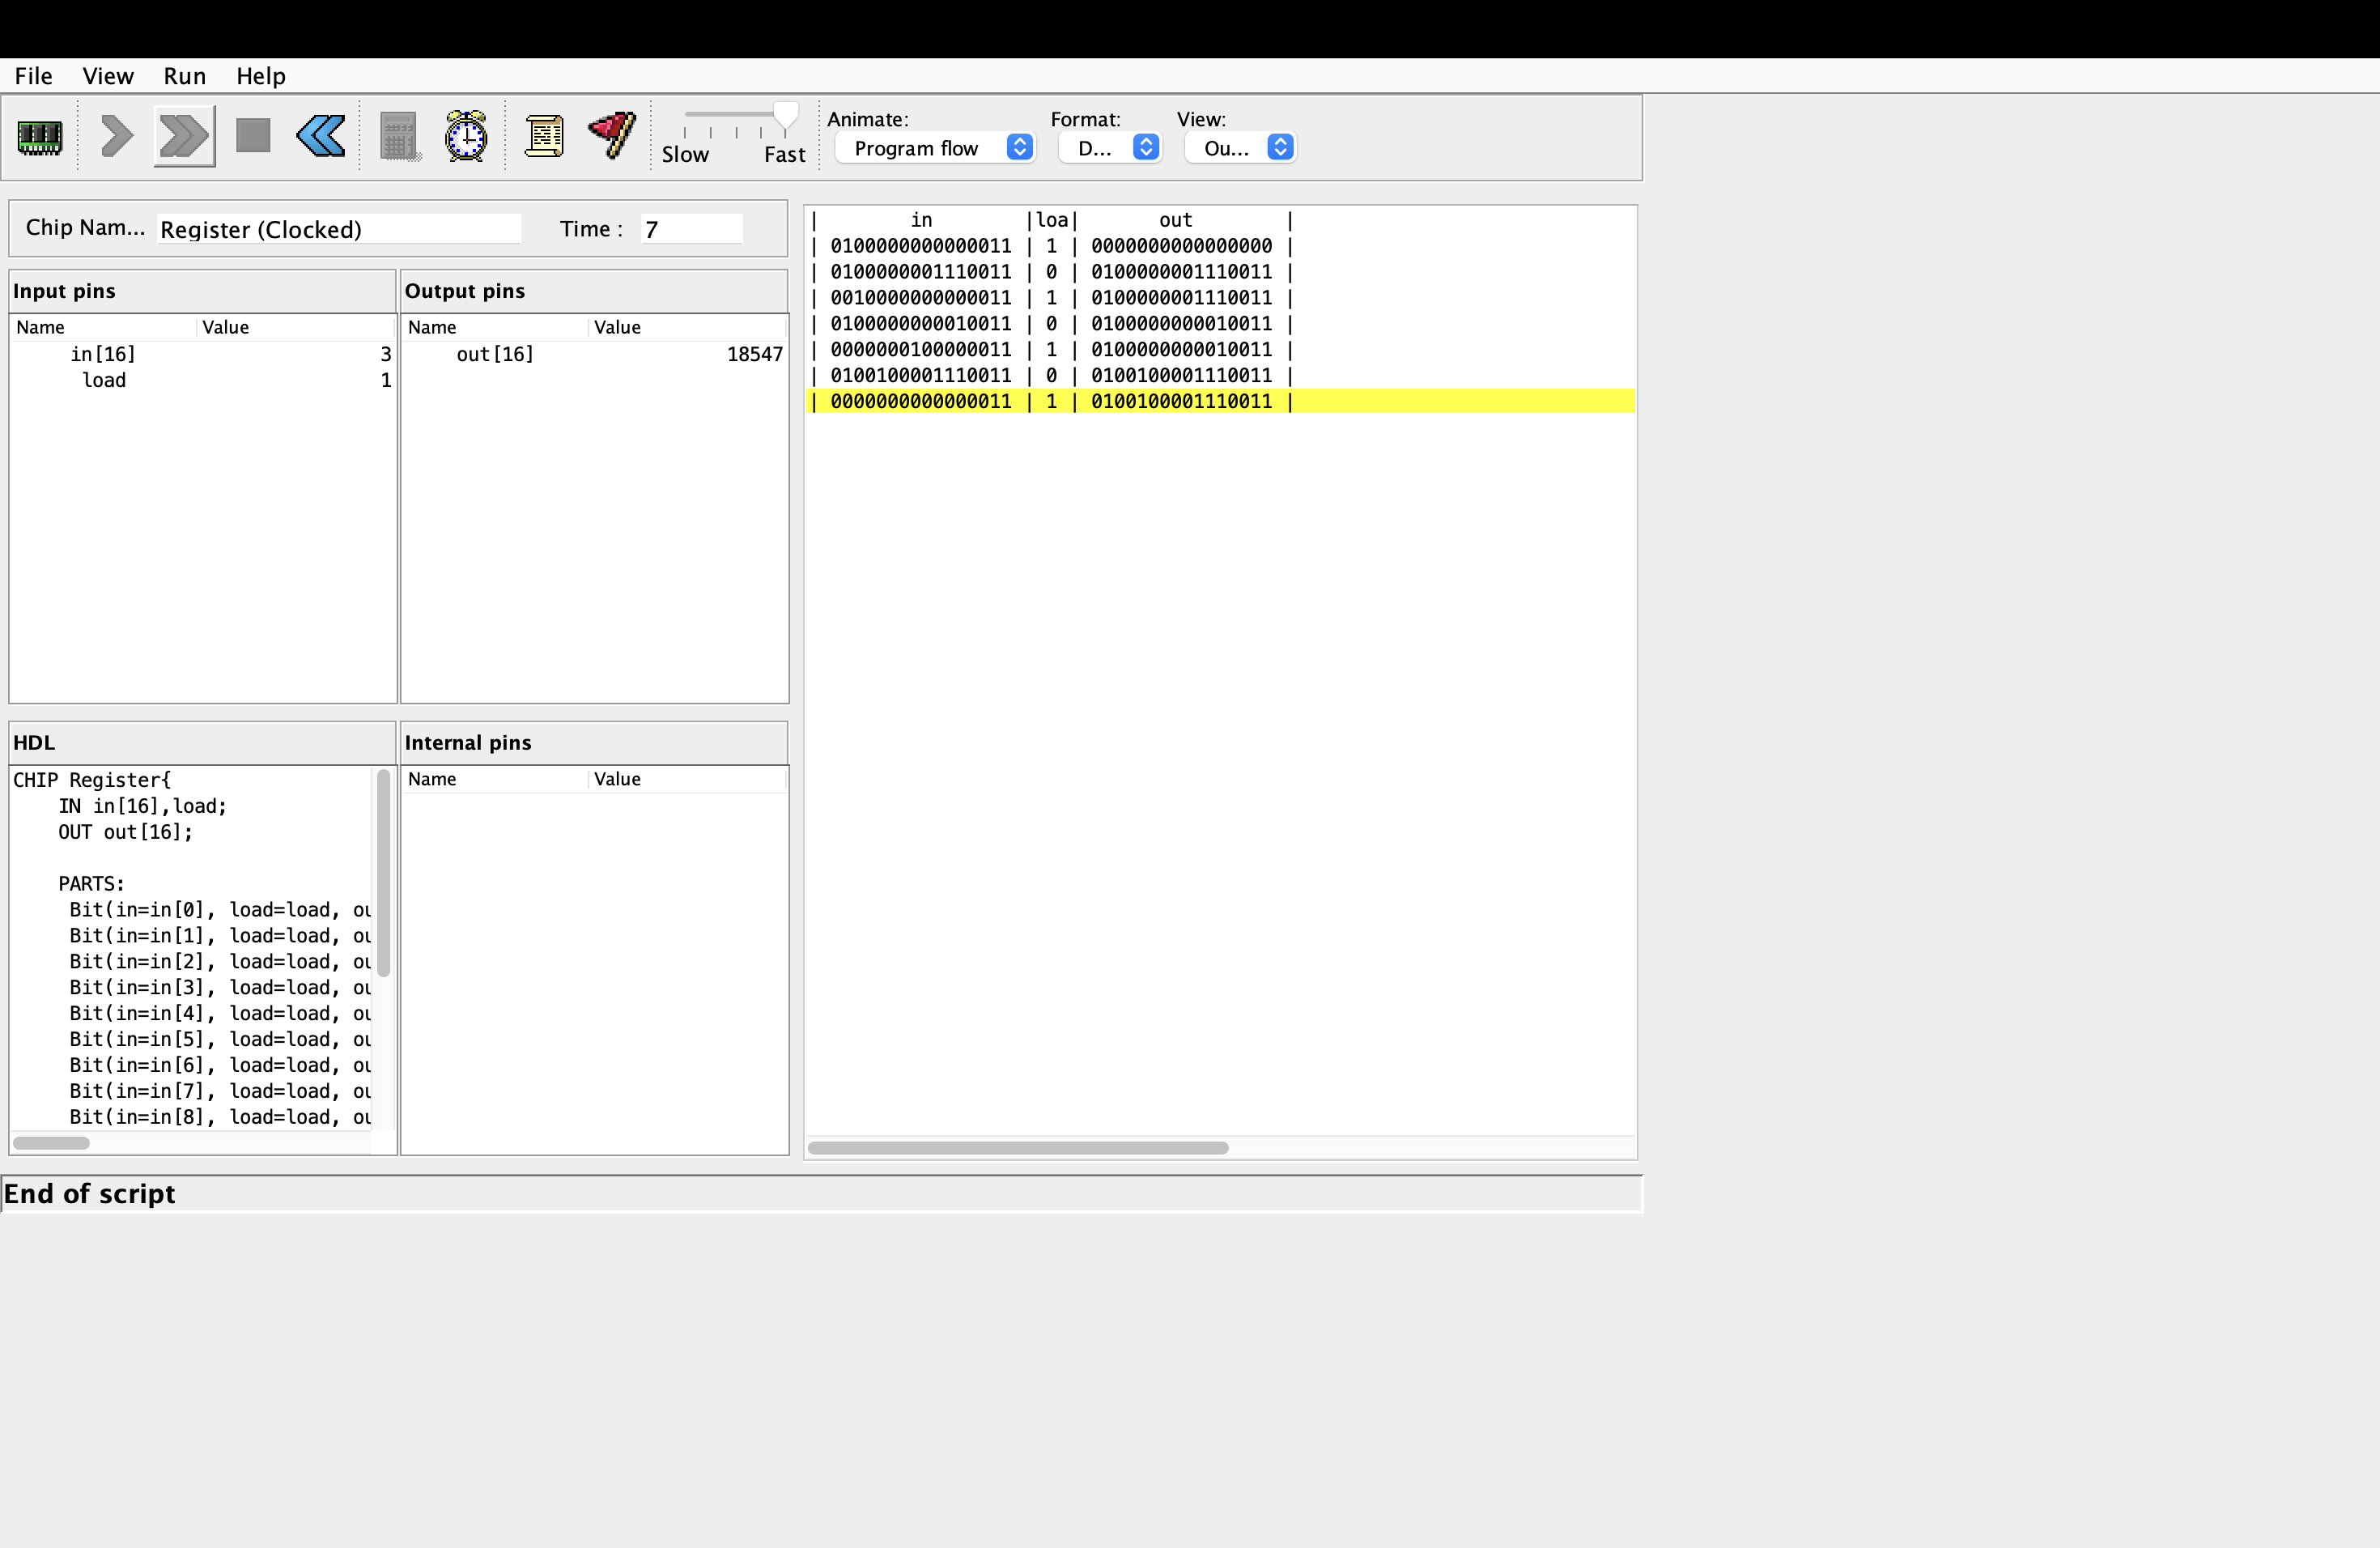 File View Run Help
Slow Fast
Animate: Format: View:
Program flow D... Ou...
Chip Nam... Register (Clocked) Time : 7
Input pins
Name Value
in[16] 3
load 1
Output pins
Name Value
out[16] 18547
HDL
CHIP Register{
IN in[16],load;
OUT out[16];
PARTS:
Bit(in=in[0], load=load, ou
Bit(in=in[1], load=load, ou
Bit(in=in[2], load=load, ou
Bit(in=in[3], load=load, ou
Bit(in=in[4], load=load, ou
Bit(in=in[5], load=load, ou
Bit(in=in[6], load=load, ou
Bit(in=in[7], load=load, ou
Bit(in=in[8], load=load, ou
Internal pins
Name Value
| in |loa| out |
| 0100000000000011 | 1 | 0000000000000000 |
| 0100000001110011 | 0 | 0100000001110011 |
| 0010000000000011 | 1 | 0100000001110011 |
| 0100000000010011 | 0 | 0100000000010011 |
| 0000000100000011 | 1 | 0100000000010011 |
| 0100100001110011 | 0 | 0100100001110011 |
| 0000000000000011 | 1 | 0100100001110011 |
End of script